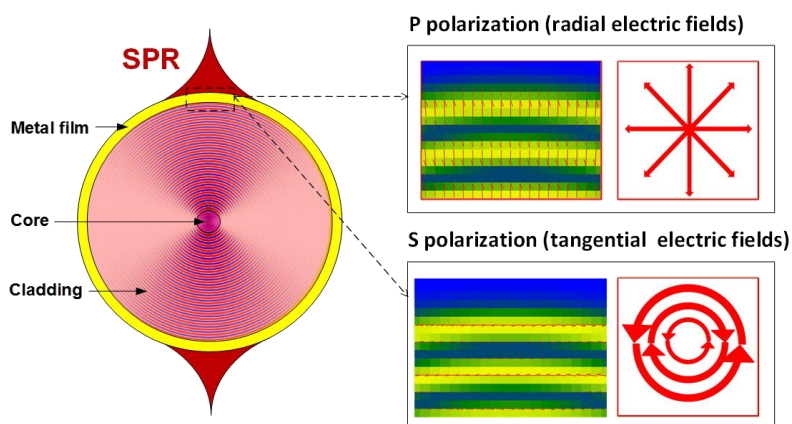 P polarization (radial electric fields)
SPR
Metal film
Core
Cladding
S polarization (tangential electric fields)